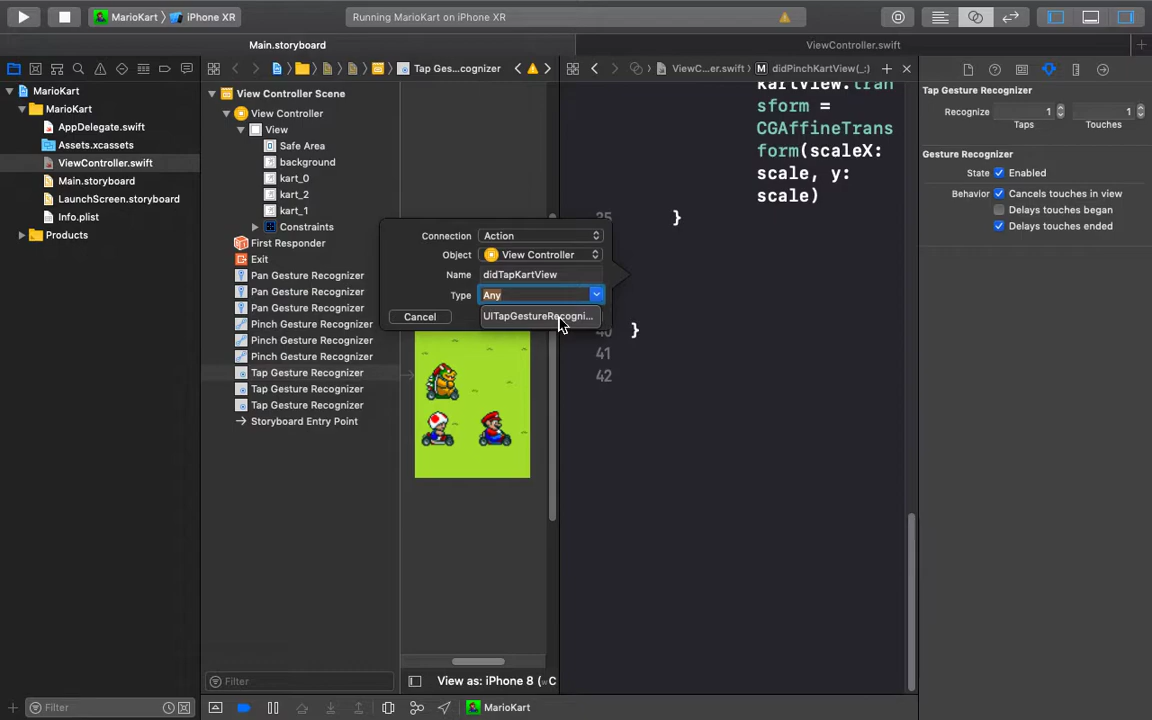 MarioKart
iPhone XR
Running MarioKart on iPhone XR
Main.storyboard
ViewController.swift
Tap Ges...cognizer
ViewC...er.swift
didPinchKartView(_:)
MarioKart
MarioKart
AppDelegate.swift
Assets.xcassets
ViewController.swift
Main.storyboard
LaunchScreen.storyboard
Info.plist
Products
View Controller Scene
View Controller
View
Safe Area
background
kart_0
kart_2
kart_1
Constraints
First Responder
Exit
Pan Gesture Recognizer
Pan Gesture Recognizer
Pan Gesture Recognizer
Pinch Gesture Recognizer
Pinch Gesture Recognizer
Pinch Gesture Recognizer
Tap Gesture Recognizer
Tap Gesture Recognizer
Tap Gesture Recognizer
Storyboard Entry Point
Filter
Connection
Action
Object
View Controller
Name
didTapKartView
Type
Any
UITapGestureRecogni...
Cancel
View as: iPhone 8 (
C
kartView.tran
sform =
CGAffineTrans
form(scaleX:
scale, y:
scale)
35
}
40
}
41
42
Tap Gesture Recognizer
Recognize
1
1
Taps
Touches
Gesture Recognizer
State
Enabled
Behavior
Cancels touches in view
Delays touches began
Delays touches ended
Filter
MarioKart